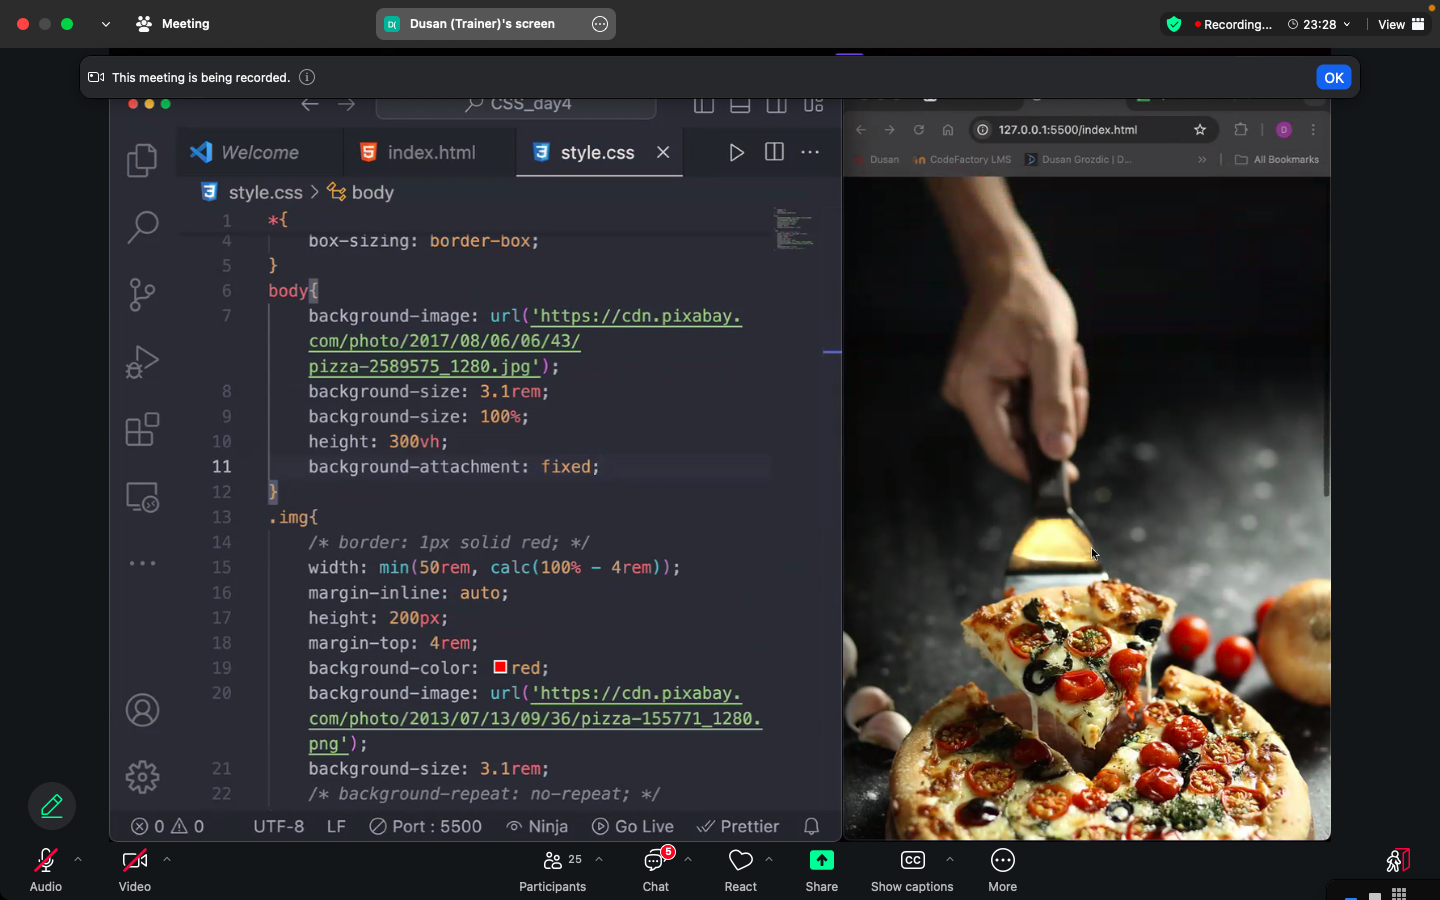 Meeting
D( Dusan (Trainer)'s screen
Recording...
23:28
View
This meeting is being recorded.
OK
CSS_day4
Welcome
index.html
style.css
style.css > body
127.0.0.1:5500/index.html
D
Dusan
CodeFactory LMS
Dusan Grozdic | D...
All Bookmarks
1 *{
4 box-sizing: border-box;
5 }
6 body{
7 background-image: url('https://cdn.pixabay.
com/photo/2017/08/06/06/43/
pizza-2589575_1280.jpg');
8 background-size: 3.1rem;
9 background-size: 100%;
10 height: 300vh;
11 background-attachment: fixed;
12 }
13 .img{
14 /* border: 1px solid red; */
15 width: min(50rem, calc(100% - 4rem));
16 margin-inline: auto;
17 height: 200px;
18 margin-top: 4rem;
19 background-color: red;
20 background-image: url('https://cdn.pixabay.
com/photo/2013/07/13/09/36/pizza-155771_1280.
png');
21 background-size: 3.1rem;
22 /* background-repeat: no-repeat; */
0 0
UTF-8
LF
Port : 5500
Ninja
Go Live
Prettier
Audio
Video
25
Participants
5
Chat
React
Share
CC
Show captions
More